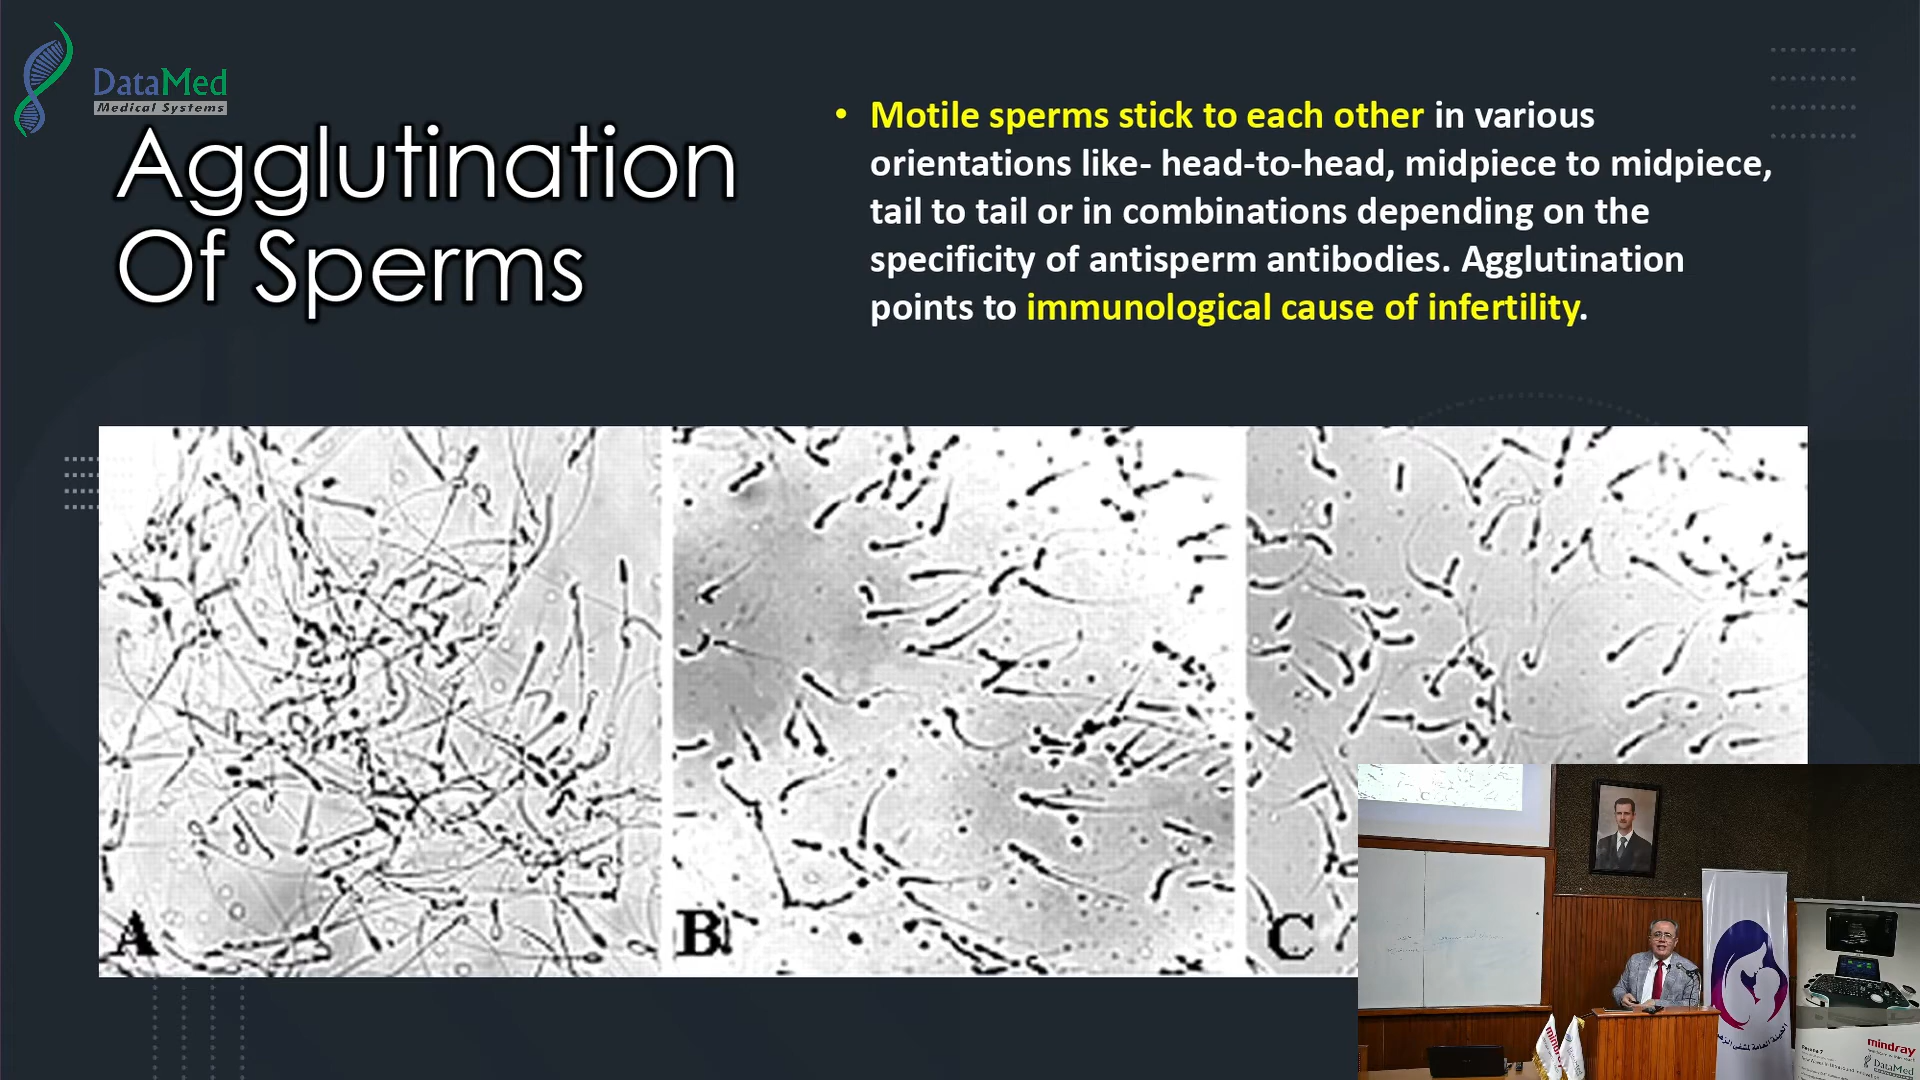 DataMed
Medical Systems
Agglutination
Of Sperms
• Motile sperms stick to each other in various
orientations like- head-to-head, midpiece to midpiece,
tail to tail or in combinations depending on the
specificity of antisperm antibodies. Agglutination
points to immunological cause of infertility.
A
B
C
C
mindray
DataMed